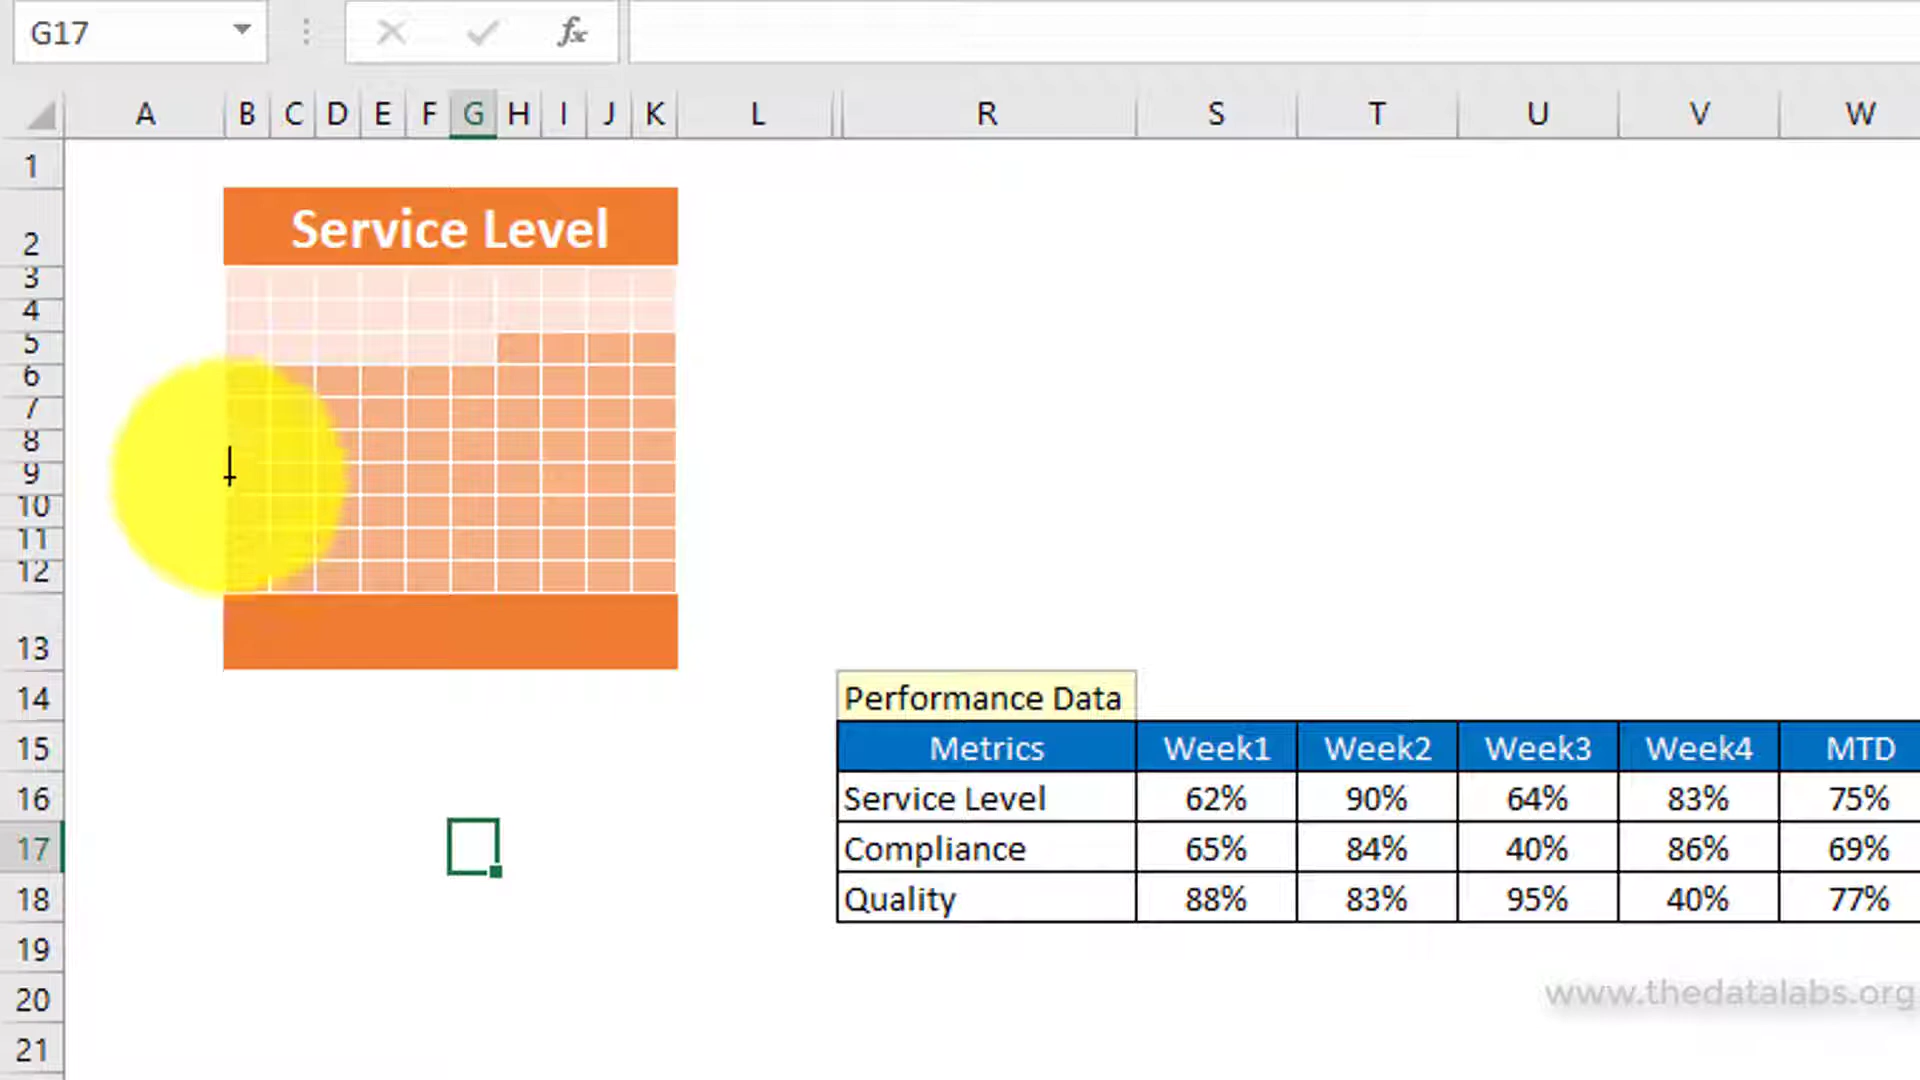 G17
fx
A B C D E F G H I J K L R S T U V W
1
Service Level
2
3
4
5
6
7
8
9
10
11
12
13
14 Performance Data
15 Metrics Week1 Week2 Week3 Week4 MTD
16 Service Level 62% 90% 64% 83% 75%
17 Compliance 65% 84% 40% 86% 69%
18 Quality 88% 83% 95% 40% 77%
19
20 www.thedatalabs.org
21